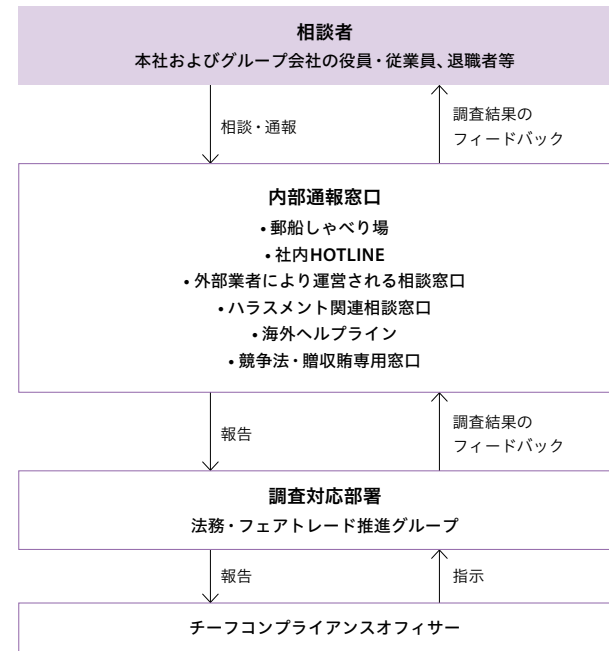 相談者
本社およびグループ会社の役員・従業員、退職者等
相談・通報
調査結果の
フィードバック
内部通報窓口
• 郵船しゃべり場
• 社内HOTLINE
• 外部業者により運営される相談窓口
• ハラスメント関連相談窓口
• 海外ヘルプライン
• 競争法・贈収賄専用窓口
報告
調査結果の
フィードバック
調査対応部署
法務・フェアトレード推進グループ
報告
指示
チーフコンプライアンスオフィサー